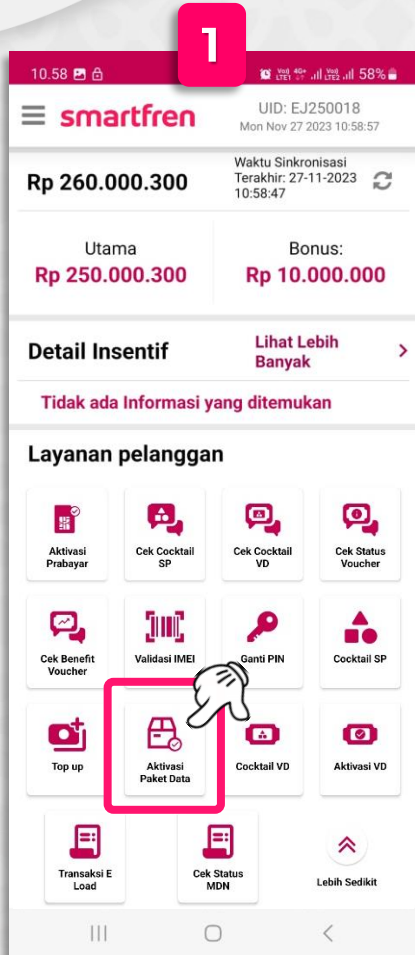 1
10.58 58%
smartfren
UID: EJ250018
Mon Nov 27 2023 10:58:57
Rp 260.000.300
Waktu Sinkronisasi
Terakhir: 27-11-2023
10:58:47
Utama
Rp 250.000.300
Bonus:
Rp 10.000.000
Detail Insentif
Lihat Lebih
Banyak
Tidak ada Informasi yang ditemukan
Layanan pelanggan
Aktivasi
Prabayar
Cek Cocktail
SP
Cek Cocktail
VD
Cek Status
Voucher
Cek Benefit
Voucher
Validasi IMEI
Ganti PIN
Cocktail SP
Top up
Aktivasi
Paket Data
Cocktail VD
Aktivasi VD
Transaksi E
Load
Cek Status
MDN
Lebih Sedikit